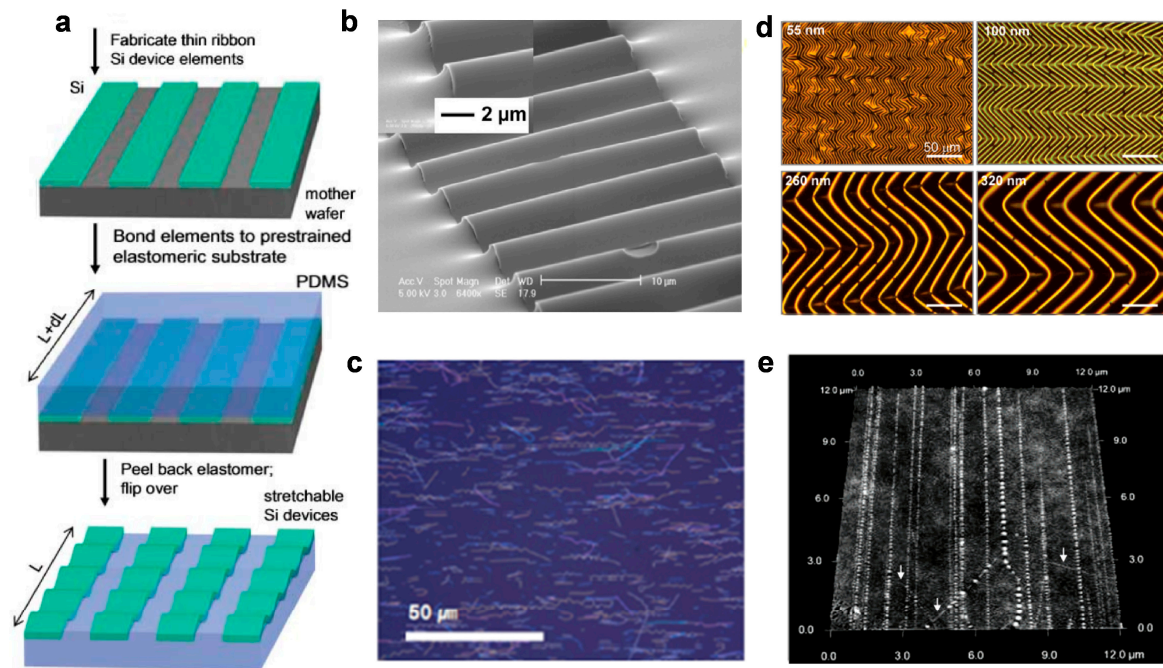 a
Fabricate thin ribbon
Si device elements
Si
mother
wafer
Bond elements to prestrained
elastomeric substrate
PDMS
L+dL
Peel back elastomer;
flip over
stretchable
Si devices
L
b
2 µm
Acc.V Spot Magn Det WD
5.00 kV 3.0 6400x SE 17.9
10 µm
c
50 µm
d
55 nm
50 µm
100 nm
260 nm
320 nm
e
0.0 3.0 6.0 9.0 12.0 µm
12.0 µm
12.0 µm
9.0
9.0
6.0
6.0
3.0
3.0
0.0
0.0
0.0 3.0 6.0 9.0 12.0 µm